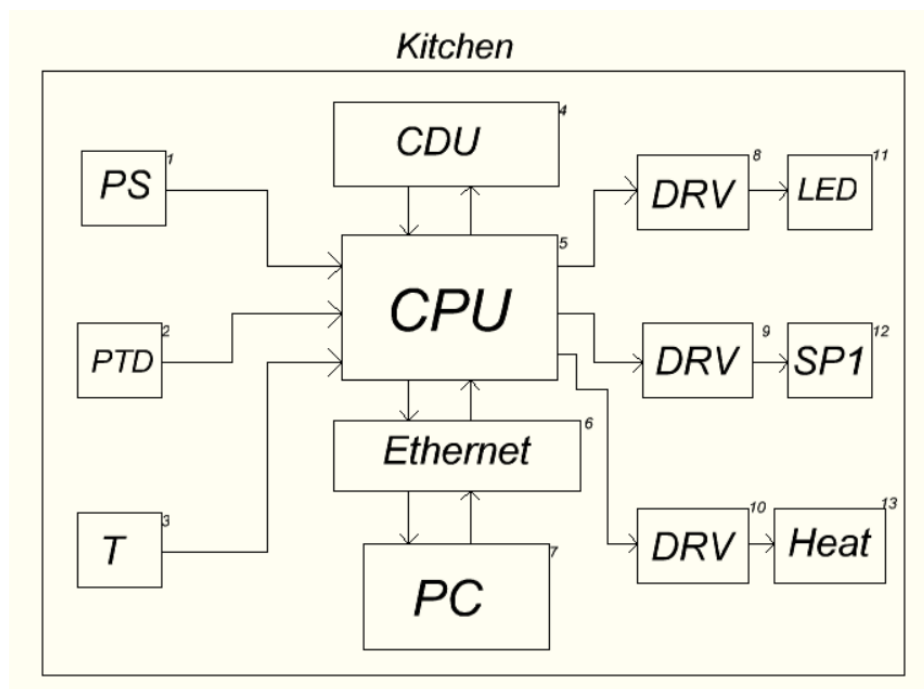 Kitchen
PS 1
PTD 2
T 3
CDU 4
CPU 5
Ethernet 6
PC 7
DRV 8
DRV 9
DRV 10
LED 11
SP1 12
Heat 13